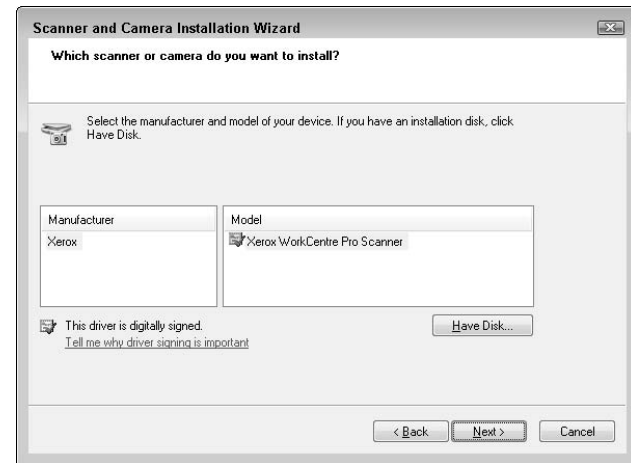 Scanner and Camera Installation Wizard
Which scanner or camera do you want to install?
Select the manufacturer and model of your device. If you have an installation disk, click
Have Disk.
Manufacturer
Model
Xerox
Xerox WorkCentre Pro Scanner
This driver is digitally signed.
Have Disk...
Tell me why driver signing is important
< Back
Next >
Cancel